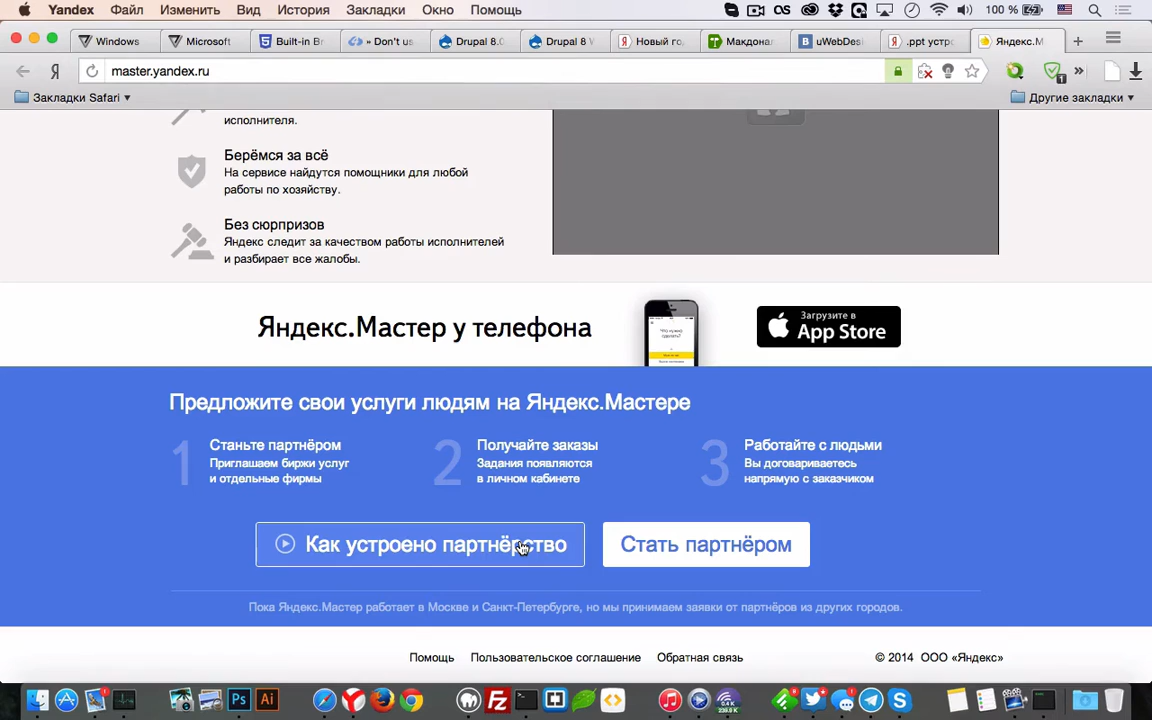 Yandex Файл Изменить Вид История Закладки Окно Помощь 100 %
Windows Microsoft Built-in Br » Don't us Drupal 8.0 Drupal 8 Новый го .ppt устро Яндекс.М
master.yandex.ru
Закладки Safari Другие закладки
исполнителя.
Берёмся за всё
На сервисе найдутся помощники для любой
работы по хозяйству.
Без сюрпризов
Яндекс следит за качеством работы исполнителей
и разбирает все жалобы.
Яндекс.Мастер у телефона
Загрузите в
App Store
Предложите свои услуги людям на Яндекс.Мастере
1 Станьте партнёром
Приглашаем биржи услуг
и отдельные фирмы
2 Получайте заказы
Задания появляются
в личном кабинете
3 Работайте с людьми
Вы договариваетесь
напрямую с заказчиком
Как устроено партнёрство
Стать партнёром
Пока Яндекс.Мастер работает в Москве и Санкт-Петербурге, но мы принимаем заявки от партнёров из других городов.
Помощь Пользовательское соглашение Обратная связь © 2014 ООО «Яндекс»